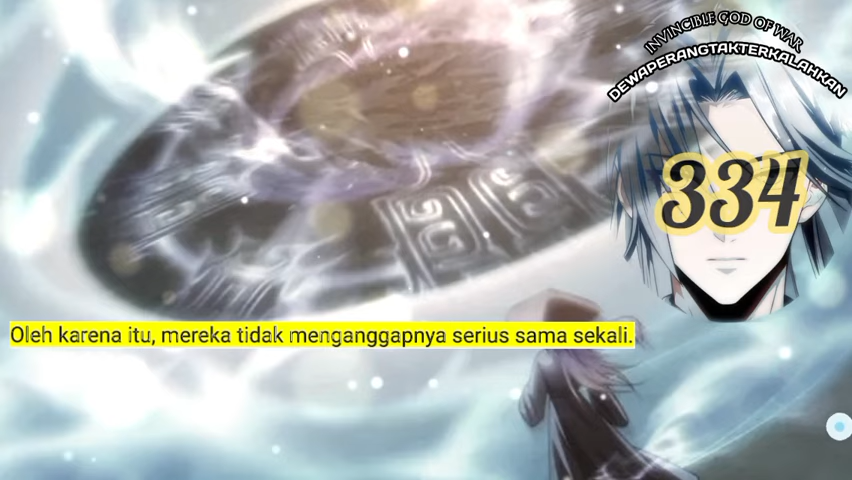 INVINCIBLE GOD OF WAR
DEWAPERANGTAKTERKALAHKAN
334
Oleh karena itu, mereka tidak menganggapnya serius sama sekali.